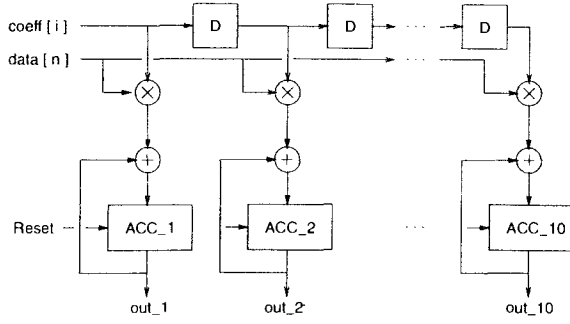 coeff [ i ]
D
D
D
data [ n ]
× × ×
+ + +
Reset
ACC_1
ACC_2
ACC_10
out_1
out_2
out_10